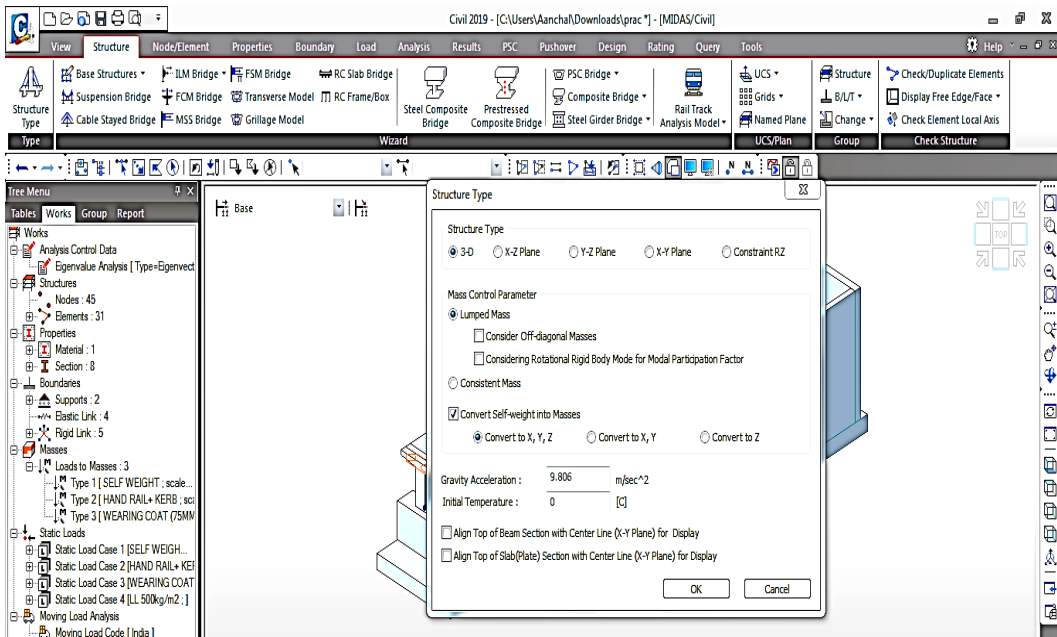 Civil 2019 - [C:\Users\Aanchal\Downloads\prac *] - [MIDAS/Civil]
View Structure Node/Element Properties Boundary Load Analysis Results PSC Pushover Design Rating Query Tools Help
Structure Type
Base Structures
ILM Bridge
FSM Bridge
RC Slab Bridge
Suspension Bridge
FCM Bridge
Transverse Model
RC Frame/Box
Cable Stayed Bridge
MSS Bridge
Grillage Model
Steel Composite Bridge
Prestressed Composite Bridge
PSC Bridge
Composite Bridge
Steel Girder Bridge
Rail Track Analysis Model
UCS
Grids
Named Plane
Structure
B/L/T
Change
Check/Duplicate Elements
Display Free Edge/Face
Check Element Local Axis
Type Wizard UCS/Plan Group Check Structure
Tree Menu
Tables Works Group Report
Works
Analysis Control Data
Eigenvalue Analysis [ Type=Eigenvect
Structures
Nodes : 45
Elements : 31
Properties
Material : 1
Section : 8
Boundaries
Supports : 2
Elastic Link : 4
Rigid Link : 5
Masses
Loads to Masses : 3
Type 1 [ SELF WEIGHT ; scale...
Type 2 [ HAND RAIL+ KERB ; sca
Type 3 [ WEARING COAT (75MM
Static Loads
Static Load Case 1 [SELF WEIGH...
Static Load Case 2 [HAND RAIL+ KEF
Static Load Case 3 [WEARING COAT
Static Load Case 4 [LL 500kg/m2 ; ]
Moving Load Analysis
Moving Load Code [ India ]
Base
TOP
Structure Type
Structure Type
3-D X-Z Plane Y-Z Plane X-Y Plane Constraint RZ
Mass Control Parameter
Lumped Mass
Consider Off-diagonal Masses
Considering Rotational Rigid Body Mode for Modal Participation Factor
Consistent Mass
Convert Self-weight into Masses
Convert to X, Y, Z Convert to X, Y Convert to Z
Gravity Acceleration : 9.806 m/sec^2
Initial Temperature : 0 [C]
Align Top of Beam Section with Center Line (X-Y Plane) for Display
Align Top of Slab(Plate) Section with Center Line (X-Y Plane) for Display
OK Cancel